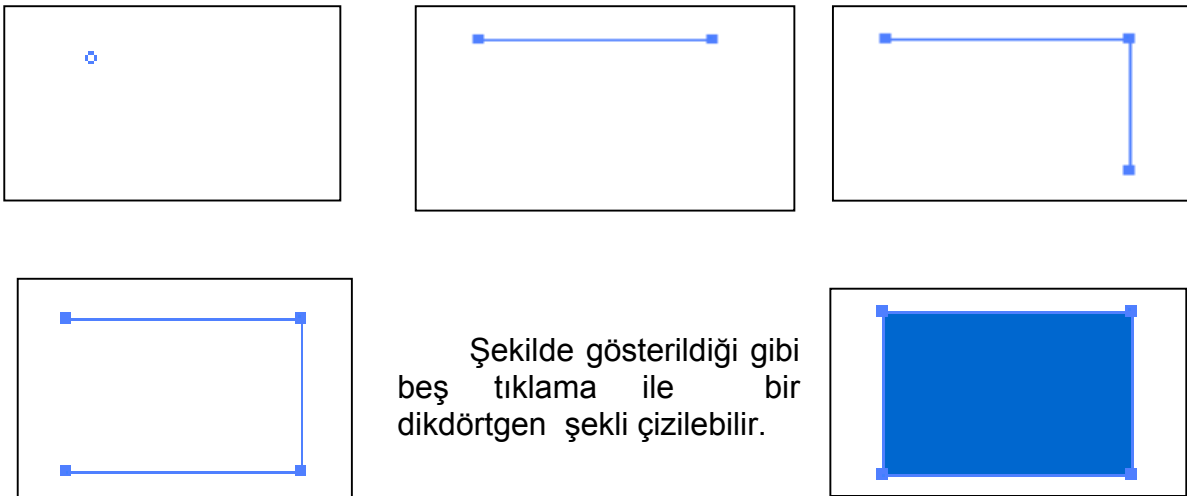 Şekilde gösterildiği gibi
beş tıklama ile bir
dikdörtgen şekli çizilebilir.